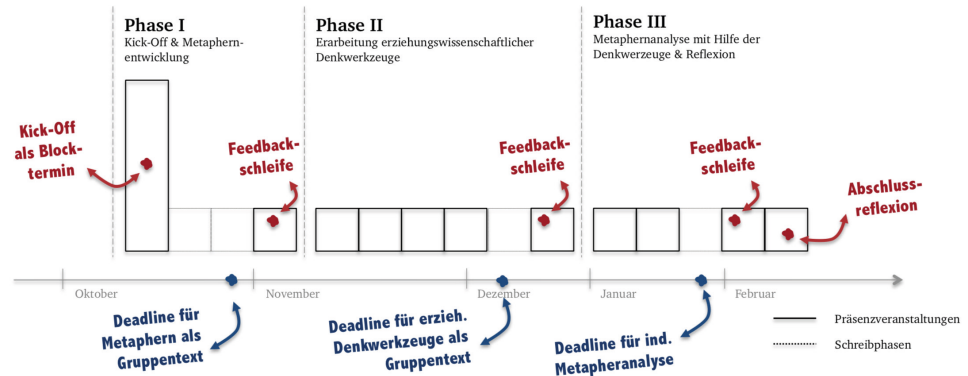 Phase I
Kick-Off & Metaphern-
entwicklung
Phase II
Erarbeitung erziehungswissenschaftlicher
Denkwerkzeuge
Phase III
Metaphernanalyse mit Hilfe der
Denkwerzeuge & Reflexion
Kick-Off
als Block-
termin
Feedback-
schleife
Feedback-
schleife
Feedback-
schleife
Abschluss-
reflexion
Oktober
November
Dezember
Januar
Februar
Deadline für
Metaphern als
Gruppentext
Deadline für erzieh.
Denkwerkzeuge als
Gruppentext
Deadline für ind.
Metapheranalyse
Präsenzveranstaltungen
Schreibphasen